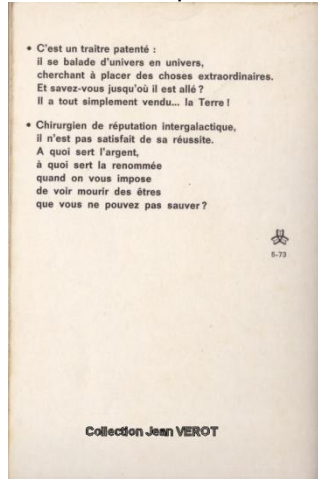 • C'est un traître patenté :
il se balade d'univers en univers,
cherchant à placer des choses extraordinaires.
Et savez-vous jusqu'où il est allé ?
Il a tout simplement vendu... la Terre !
• Chirurgien de réputation intergalactique,
il n'est pas satisfait de sa réussite.
A quoi sert l'argent,
à quoi sert la renommée
quand on vous impose
de voir mourir des êtres
que vous ne pouvez pas sauver ?
5-73
Collection Jean VEROT